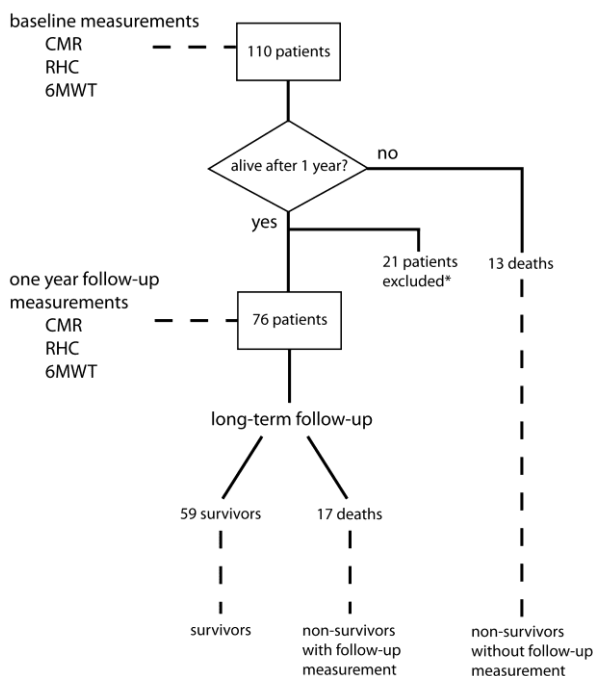 baseline measurements
CMR
RHC
6MWT
110 patients
alive after 1 year?
no
yes
21 patients
excluded*
13 deaths
one year follow-up
measurements
CMR
RHC
6MWT
76 patients
long-term follow-up
59 survivors
17 deaths
survivors
non-survivors
with follow-up
measurement
non-survivors
without follow-up
measurement